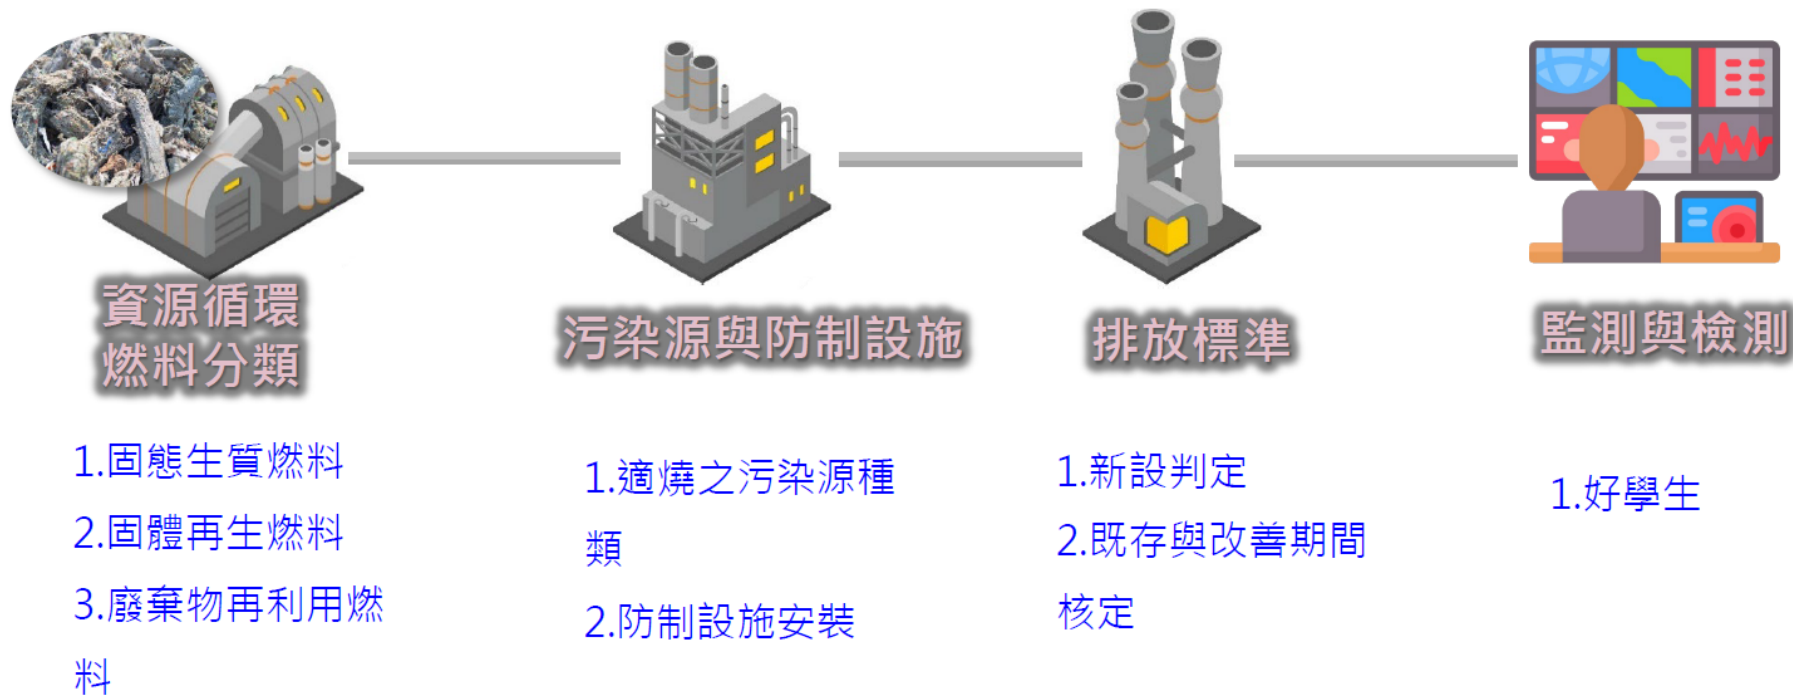 資源循環
燃料分類
1.固態生質燃料
2.固體再生燃料
3.廢棄物再利用燃
料
污染源與防制設施
1.適燒之污染源種
類
2.防制設施安裝
排放標準
1.新設判定
2.既存與改善期間
核定
監測與檢測
1.好學生